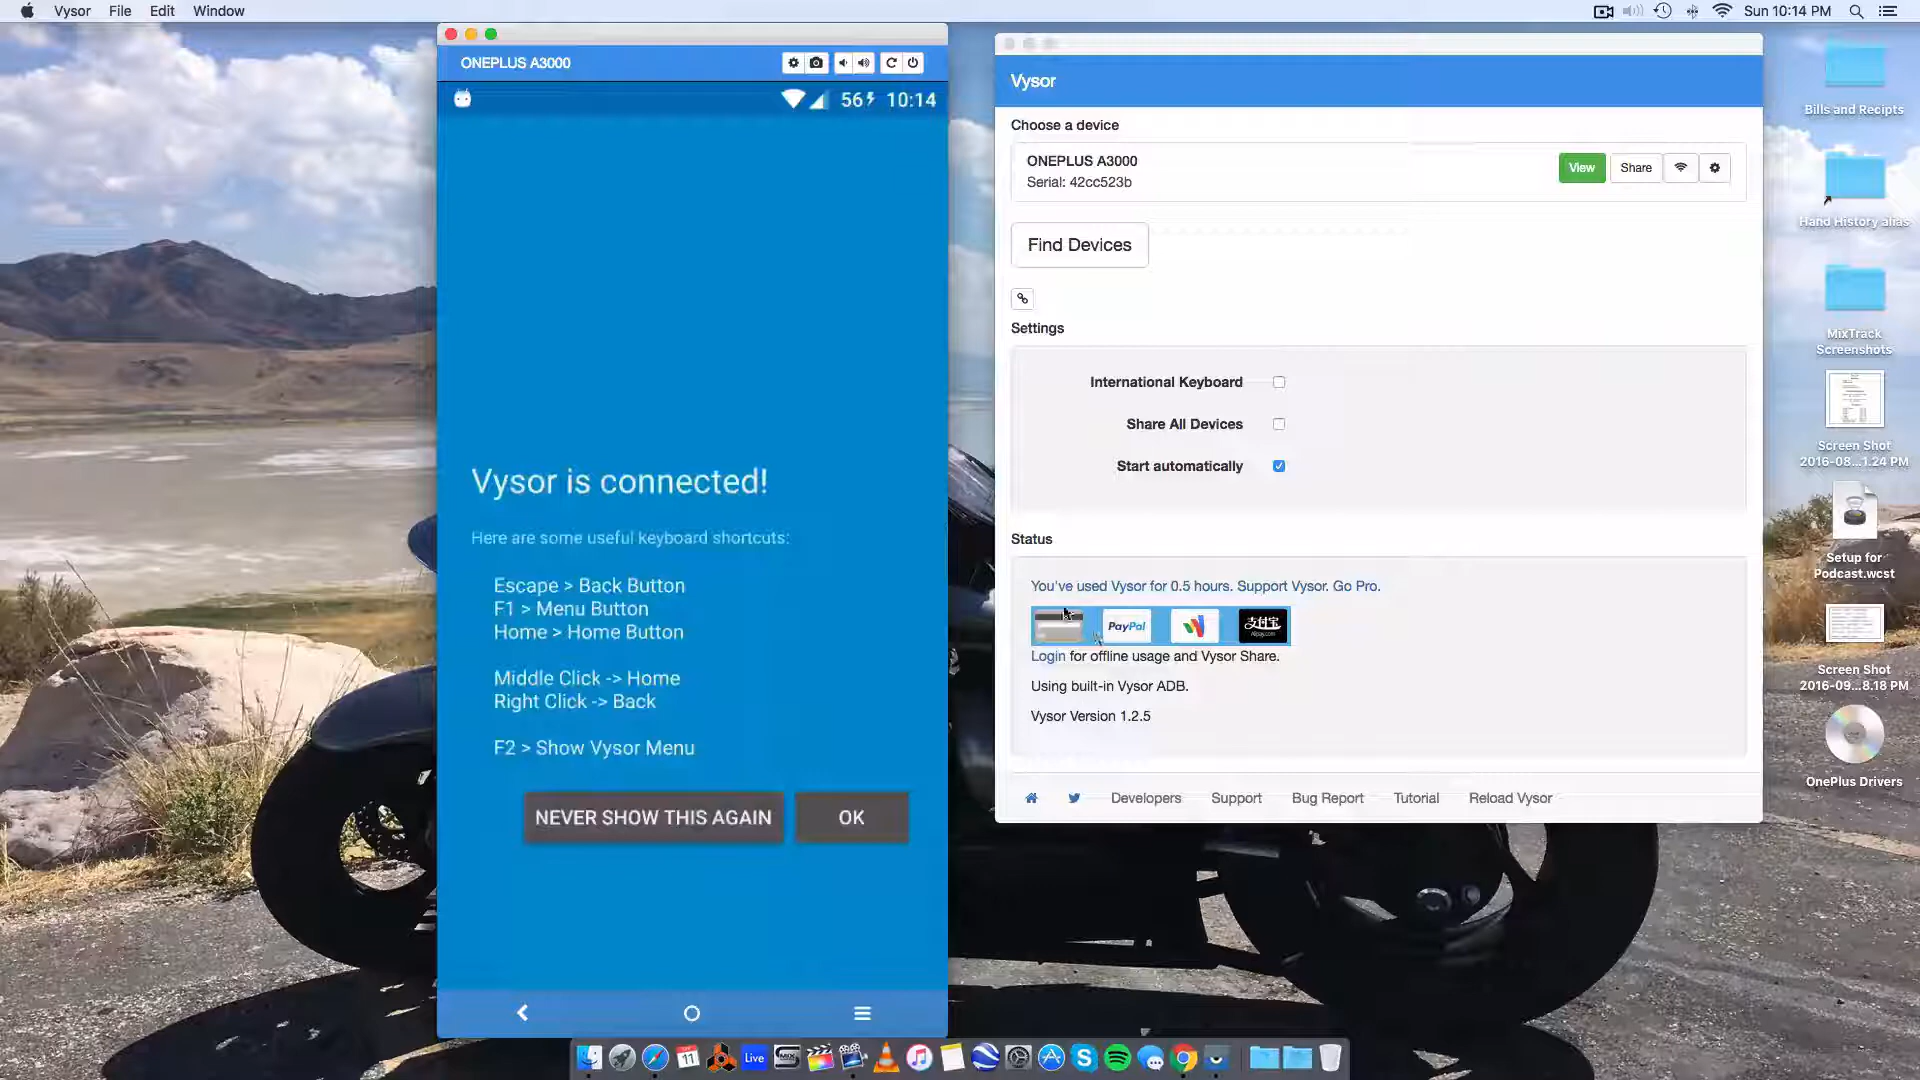 Vysor File Edit Window
Sun 10:14 PM
ONEPLUS A3000
56 10:14
Vysor is connected!
Here are some useful keyboard shortcuts:
Escape > Back Button
F1 > Menu Button
Home > Home Button
Middle Click -> Home
Right Click -> Back
F2 > Show Vysor Menu
NEVER SHOW THIS AGAIN
OK
Vysor
Choose a device
ONEPLUS A3000
Serial: 42cc523b
View
Share
Find Devices
Settings
International Keyboard
Share All Devices
Start automatically
Status
You've used Vysor for 0.5 hours. Support Vysor. Go Pro.
PayPal
支付宝
Login for offline usage and Vysor Share.
Using built-in Vysor ADB.
Vysor Version 1.2.5
Developers
Support
Bug Report
Tutorial
Reload Vysor
Bills and Recipts
Hand History alias
MixTrack
Screenshots
Screen Shot
2016-08...1.24 PM
Setup for
Podcast.wcst
Screen Shot
2016-09...8.18 PM
OnePlus Drivers
11
Live